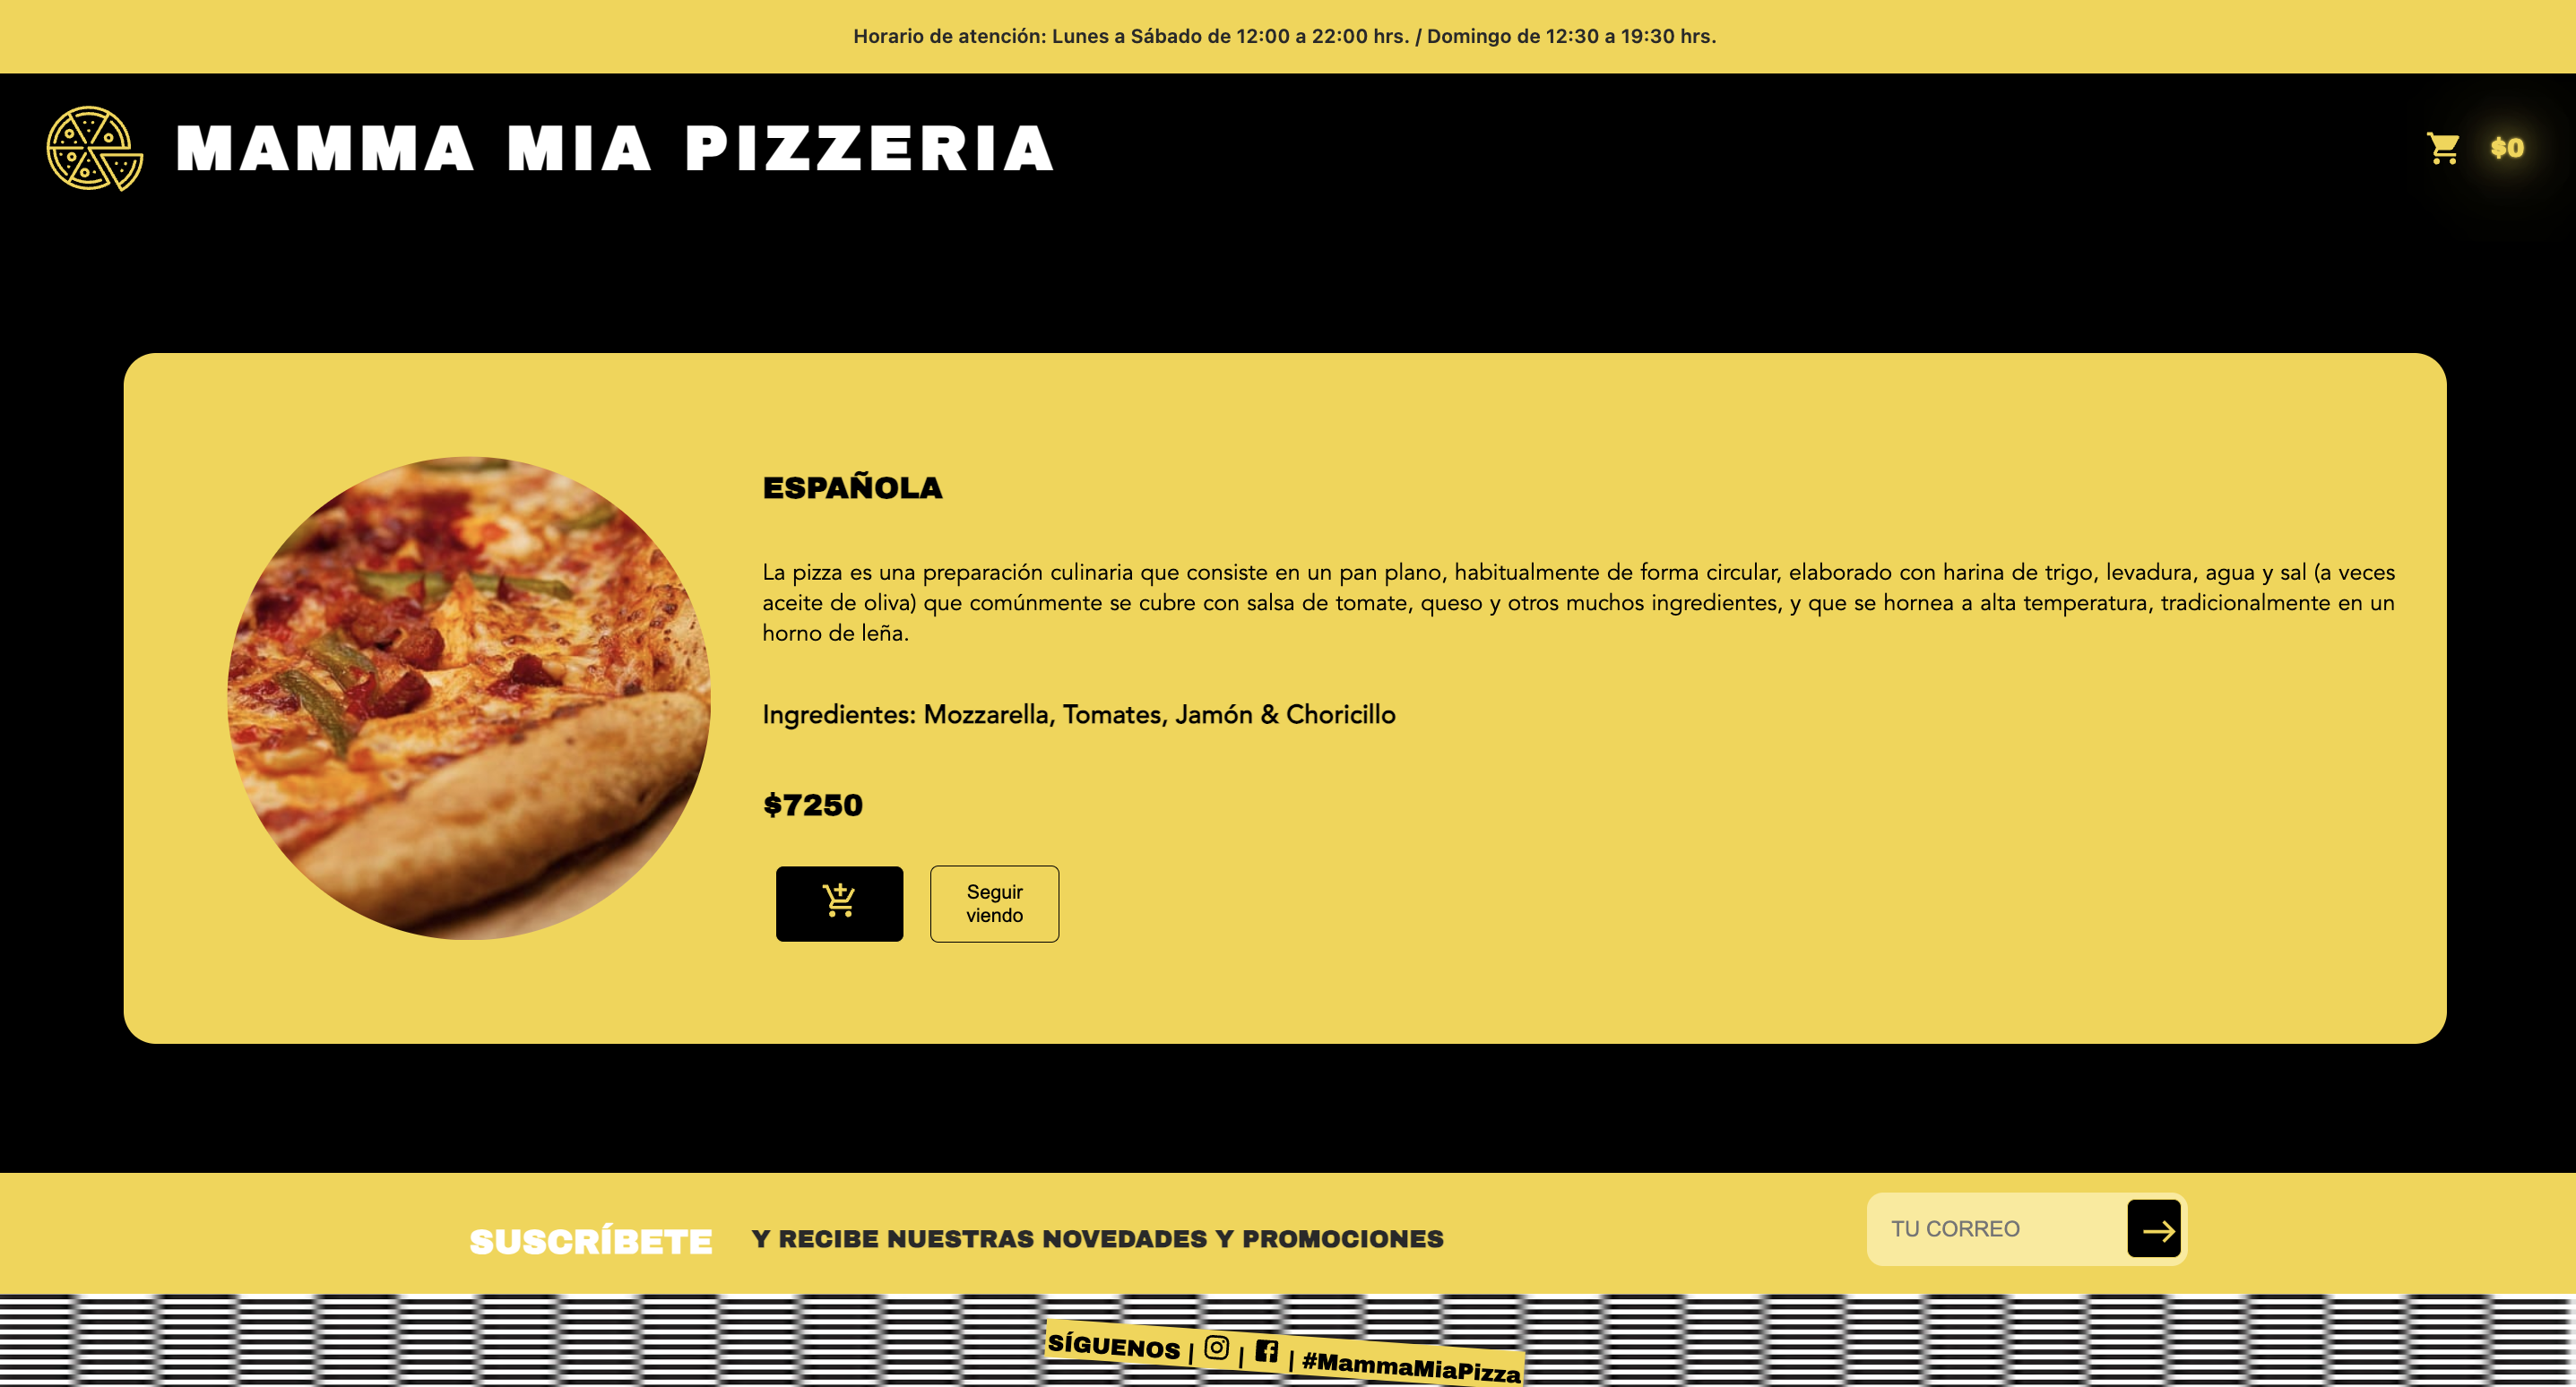 Horario de atención: Lunes a Sábado de 12:00 a 22:00 hrs. / Domingo de 12:30 a 19:30 hrs.
MAMMA MIA PIZZERIA
$0
ESPAÑOLA
La pizza es una preparación culinaria que consiste en un pan plano, habitualmente de forma circular, elaborado con harina de trigo, levadura, agua y sal (a veces
aceite de oliva) que comúnmente se cubre con salsa de tomate, queso y otros muchos ingredientes, y que se hornea a alta temperatura, tradicionalmente en un
horno de leña.
Ingredientes: Mozzarella, Tomates, Jamón & Choricillo
$7250
Seguir
viendo
SUSCRÍBETE Y RECIBE NUESTRAS NOVEDADES Y PROMOCIONES
TU CORREO
SÍGUENOS | | | #MammaMiaPizza